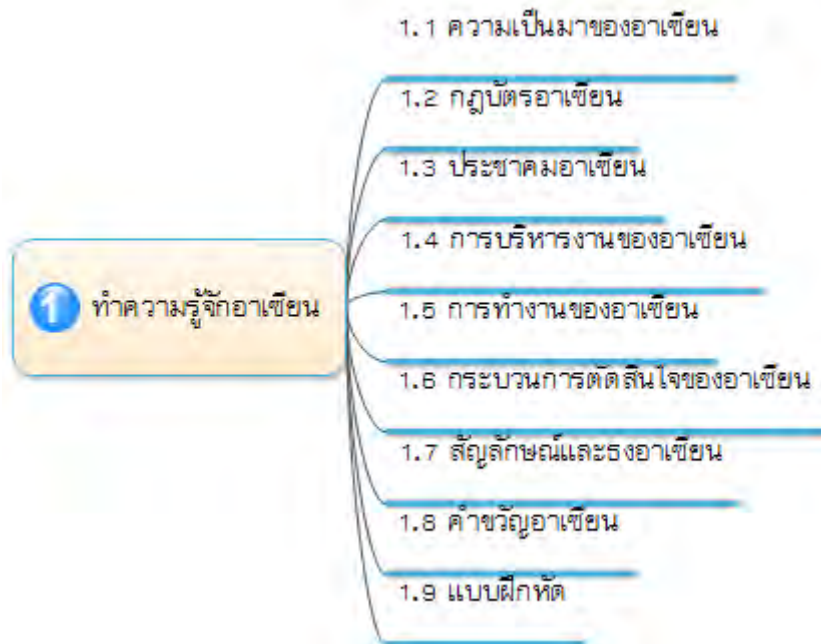 1.1 ความเป็นมาของอาเซียน
1.2 กฎบัตรอาเซียน
1.3 ประชาคมอาเซียน
1.4 การบริหารงานของอาเซียน
1 ทำความรู้จักอาเซียน
1.5 การทำงานของอาเซียน
1.6 กระบวนการตัดสินใจของอาเซียน
1.7 สัญลักษณ์และธงอาเซียน
1.8 คำขวัญอาเซียน
1.9 แบบฝึกหัด